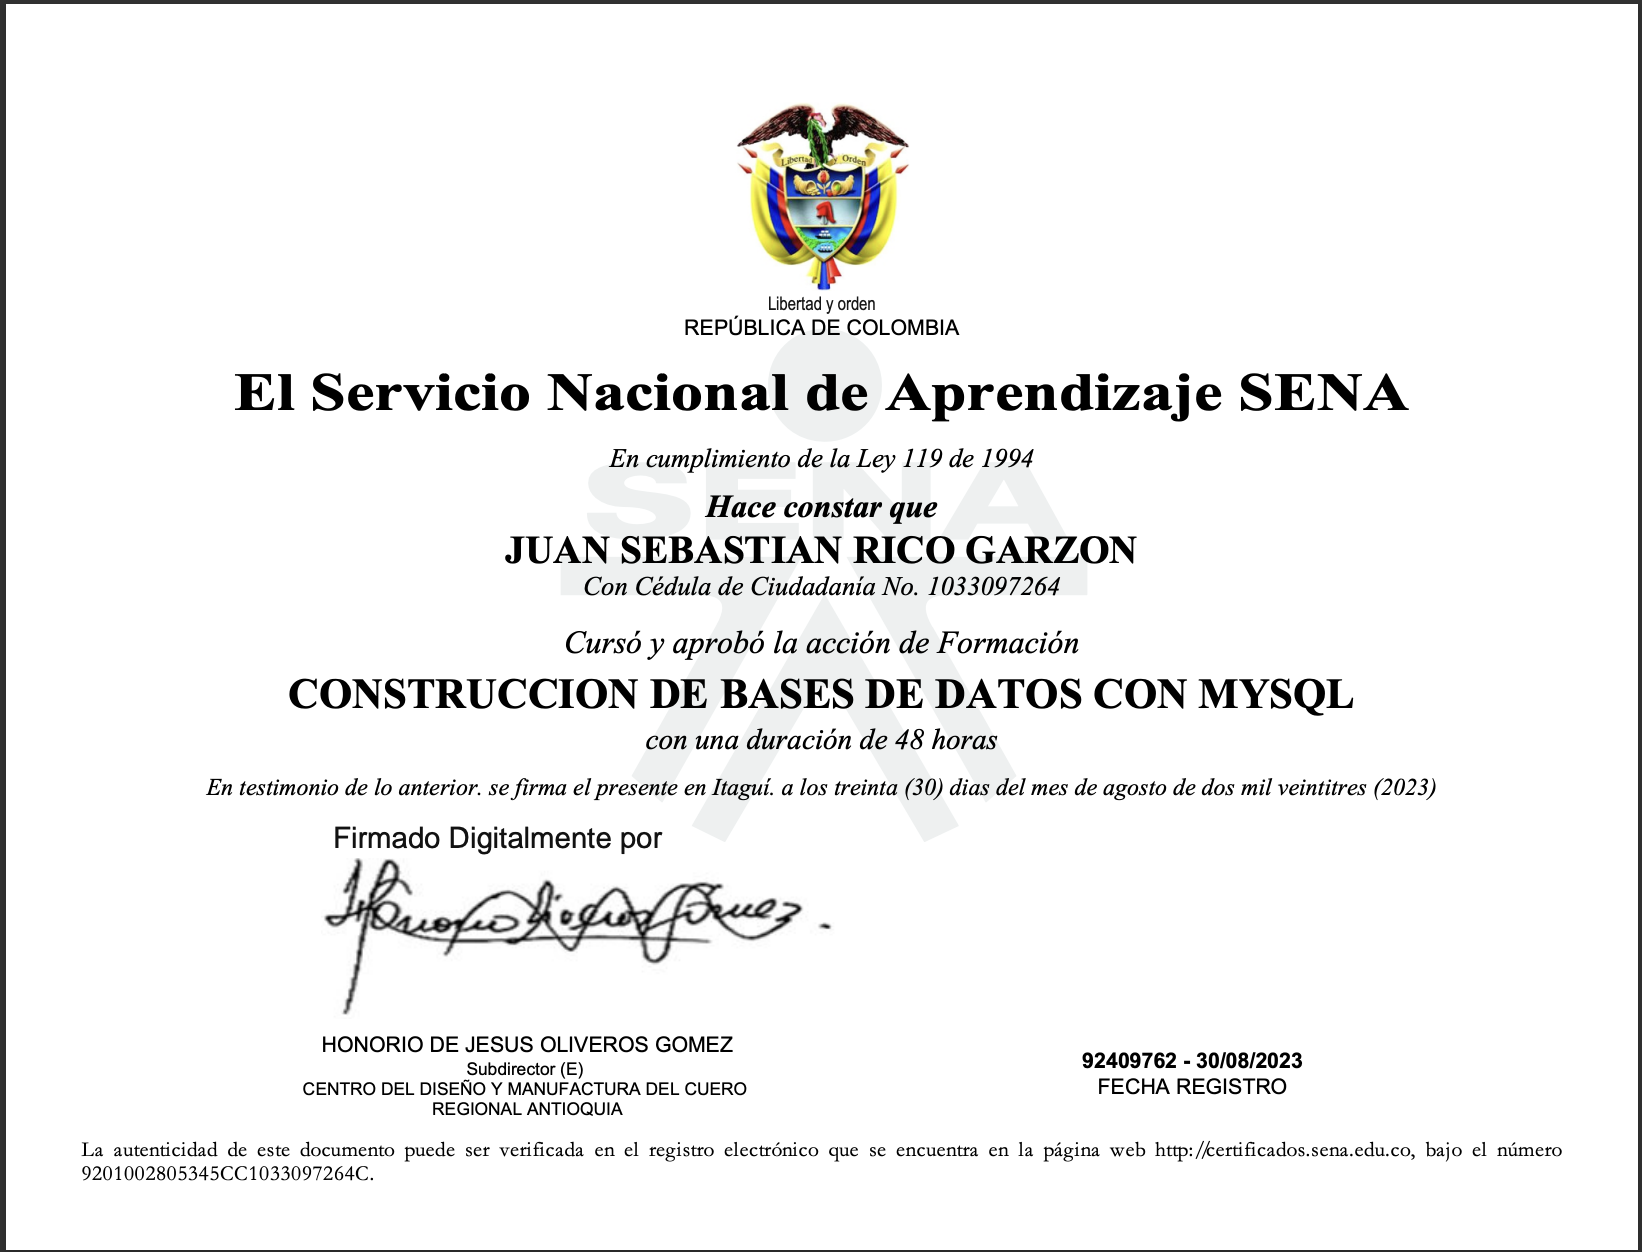 Libertad y Orden
Libertad y orden
REPÚBLICA DE COLOMBIA
El Servicio Nacional de Aprendizaje SENA
En cumplimiento de la Ley 119 de 1994
SENA
Hace constar que
JUAN SEBASTIAN RICO GARZON
Con Cédula de Ciudadanía No. 1033097264
Cursó y aprobó la acción de Formación
CONSTRUCCION DE BASES DE DATOS CON MYSQL
con una duración de 48 horas
En testimonio de lo anterior. se firma el presente en Itaguí. a los treinta (30) dias del mes de agosto de dos mil veintitres (2023)
Firmado Digitalmente por
Honorio Oliveros Gómez.
HONORIO DE JESUS OLIVEROS GOMEZ
Subdirector (E)
CENTRO DEL DISEÑO Y MANUFACTURA DEL CUERO
REGIONAL ANTIOQUIA
92409762 - 30/08/2023
FECHA REGISTRO
La autenticidad de este documento puede ser verificada en el registro electrónico que se encuentra en la página web http://certificados.sena.edu.co, bajo el número
9201002805345CC1033097264C.